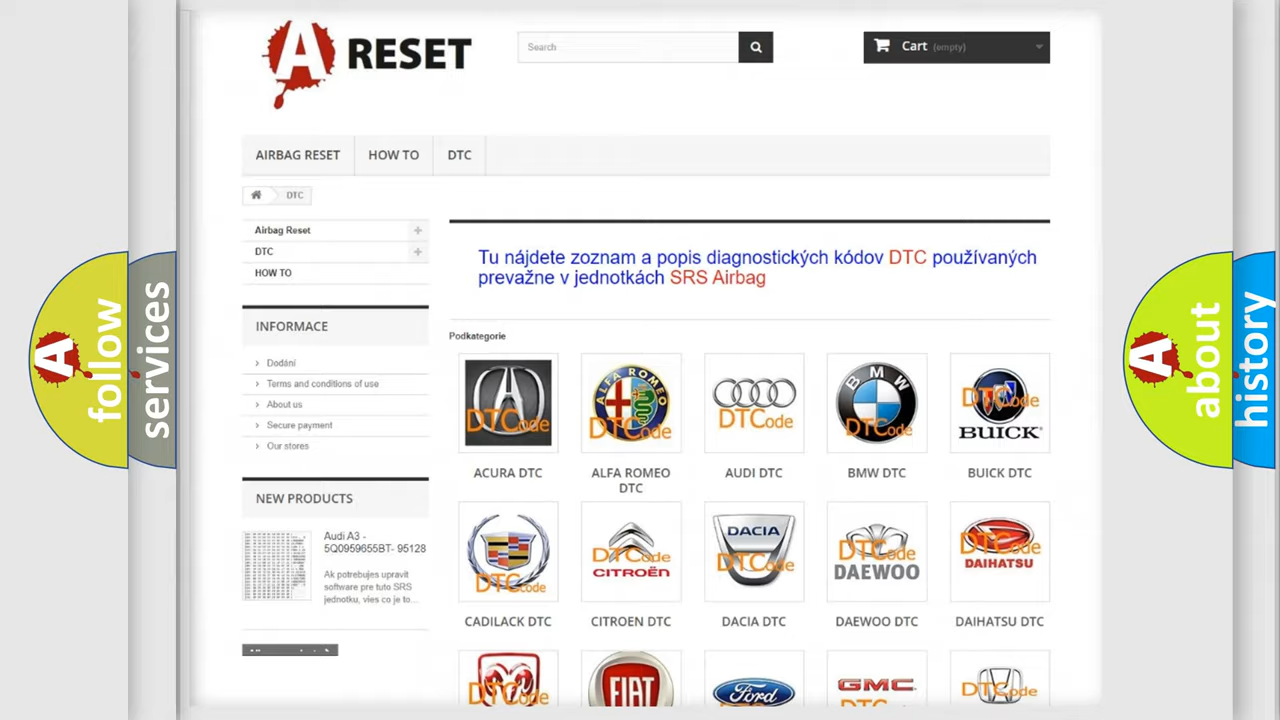 A RESET
Search
Cart (empty)
AIRBAG RESET
HOW TO
DTC
DTC
Airbag Reset
DTC
HOW TO
INFORMACE
Dodání
Terms and conditions of use
About us
Secure payment
Our stores
NEW PRODUCTS
Audi A3 -
5Q0959655BT- 95128
Ak potrebujes upravit
software pre tuto SRS
jednotku, vies co je to...
Tu nájdete zoznam a popis diagnostických kódov DTC používaných
prevažne v jednotkách SRS Airbag
Podkategorie
DTCode
ALFA ROMEO
DTCode
DTCode
BMW
DTCode
DTCode
BUICK
ACURA DTC
ALFA ROMEO
DTC
AUDI DTC
BMW DTC
BUICK DTC
DTCode
DTCode
CITROËN
DACIA
DTCode
DTCode
DAEWOO
DTCode
DAIHATSU
CADILACK DTC
CITROEN DTC
DACIA DTC
DAEWOO DTC
DAIHATSU DTC
DTCode
FIAT
Ford
GMC
DTCode
A follow
services
A about
history